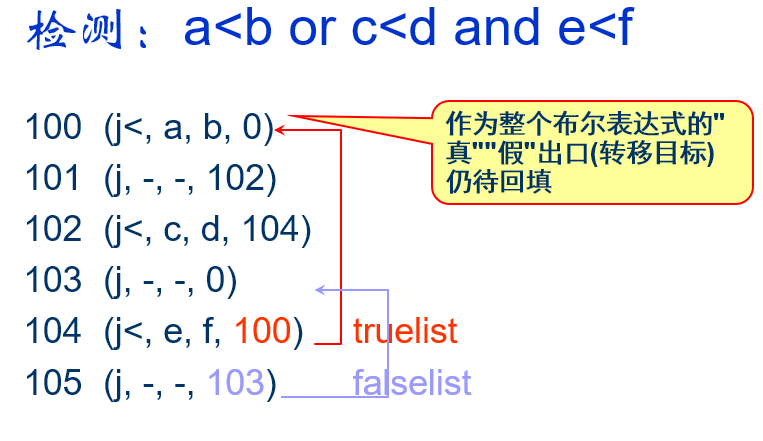 检测：a<b or c<d and e<f
100 (j<, a, b, 0)
作为整个布尔表达式的"
真""假"出口(转移目标)
仍待回填
101 (j, -, -, 102)
102 (j<, c, d, 104)
103 (j, -, -, 0)
104 (j<, e, f, 100) truelist
105 (j, -, -, 103) falselist